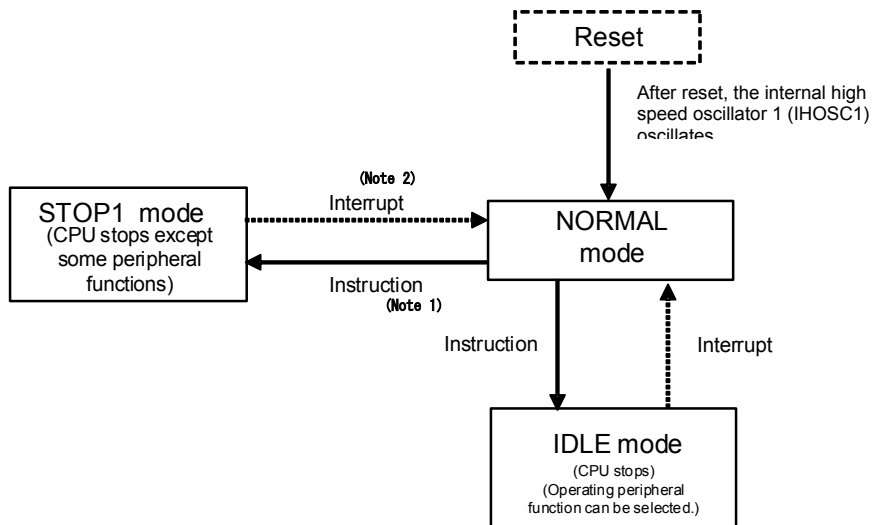 Reset
After reset, the internal high
speed oscillator 1 (IHOSC1)
oscillates
(Note 2)
Interrupt
STOP1 mode
(CPU stops except
some peripheral
functions)
NORMAL
mode
Instruction
(Note 1)
Instruction
Interrupt
IDLE mode
(CPU stops)
(Operating peripheral
function can be selected.)